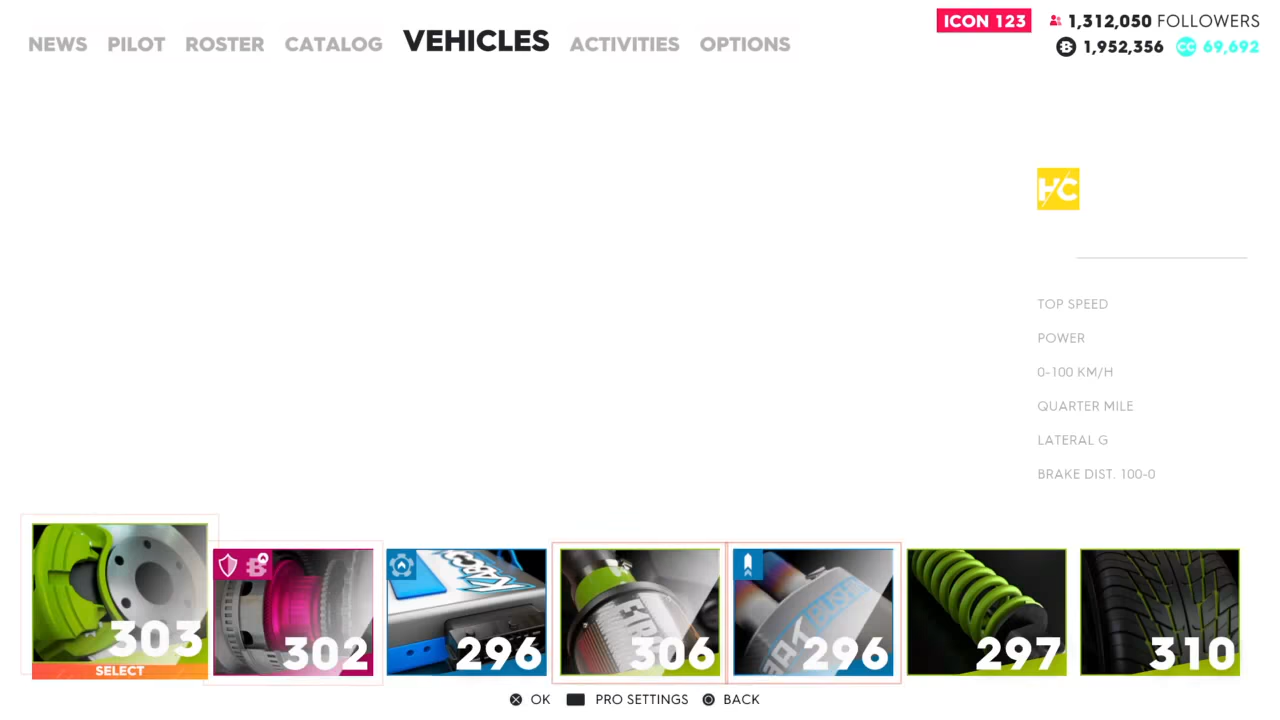 NEWS PILOT ROSTER CATALOG VEHICLES ACTIVITIES OPTIONS
ICON 123 1,312,050 FOLLOWERS
1,952,356 CC 69,692
H/C
TOP SPEED
POWER
0-100 KM/H
QUARTER MILE
LATERAL G
BRAKE DIST. 100-0
303 302 296 306 296 297 310
SELECT
OK PRO SETTINGS BACK